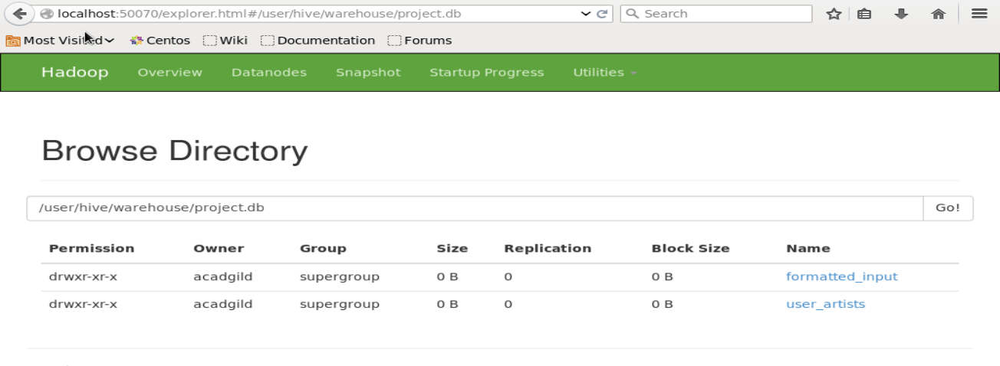 localhost:50070/explorer.html#/user/hive/warehouse/project.db Search
Most Visited Centos Wiki Documentation Forums
Hadoop Overview Datanodes Snapshot Startup Progress Utilities
Browse Directory
/user/hive/warehouse/project.db Go!
Permission Owner Group Size Replication Block Size Name
drwxr-xr-x acadgild supergroup 0 B 0 0 B formatted_input
drwxr-xr-x acadgild supergroup 0 B 0 0 B user_artists